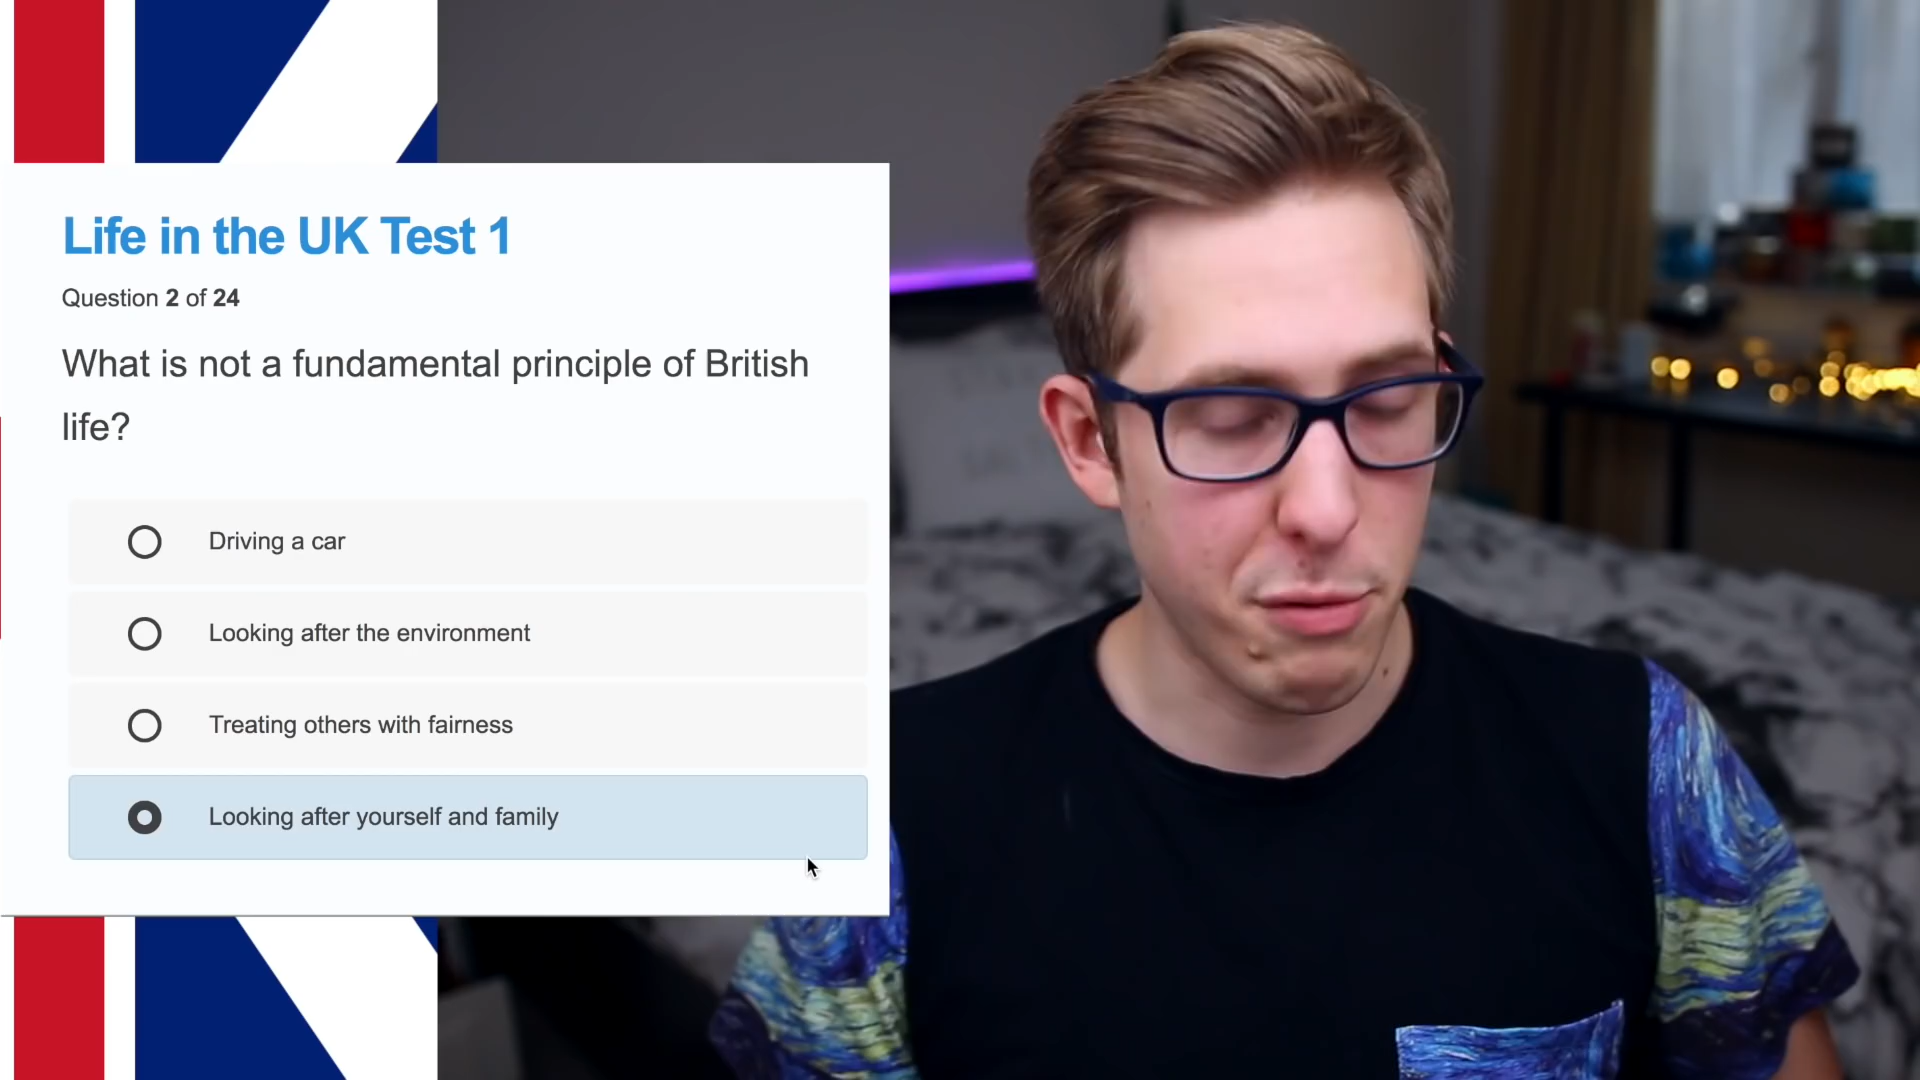 Life in the UK Test 1
Question 2 of 24
What is not a fundamental principle of British
life?
Driving a car
Looking after the environment
Treating others with fairness
Looking after yourself and family